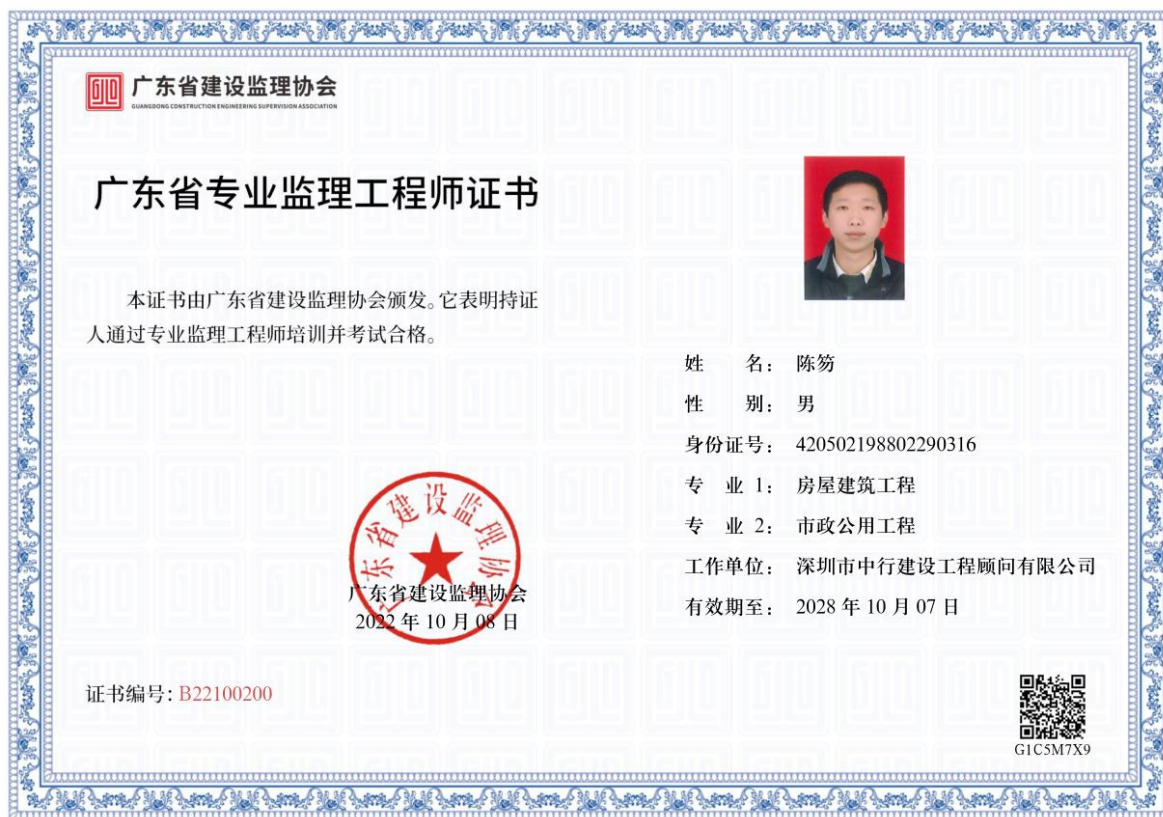 广东省建设监理协会
GUANGDONG CONSTRUCTION ENGINEERING SUPERVISION ASSOCIATION
广东省专业监理工程师证书
本证书由广东省建设监理协会颁发。它表明持证
人通过专业监理工程师培训并考试合格。
姓 名： 陈笏
性 别： 男
身份证号： 420502198802290316
专 业 1： 房屋建筑工程
专 业 2： 市政公用工程
工作单位： 深圳市中行建设工程顾问有限公司
有效期至： 2028 年 10 月 07 日
广东省建设监理协会
广东省建设监理协会
2022 年 10 月 08 日
证书编号：B22100200
G1C5M7X9